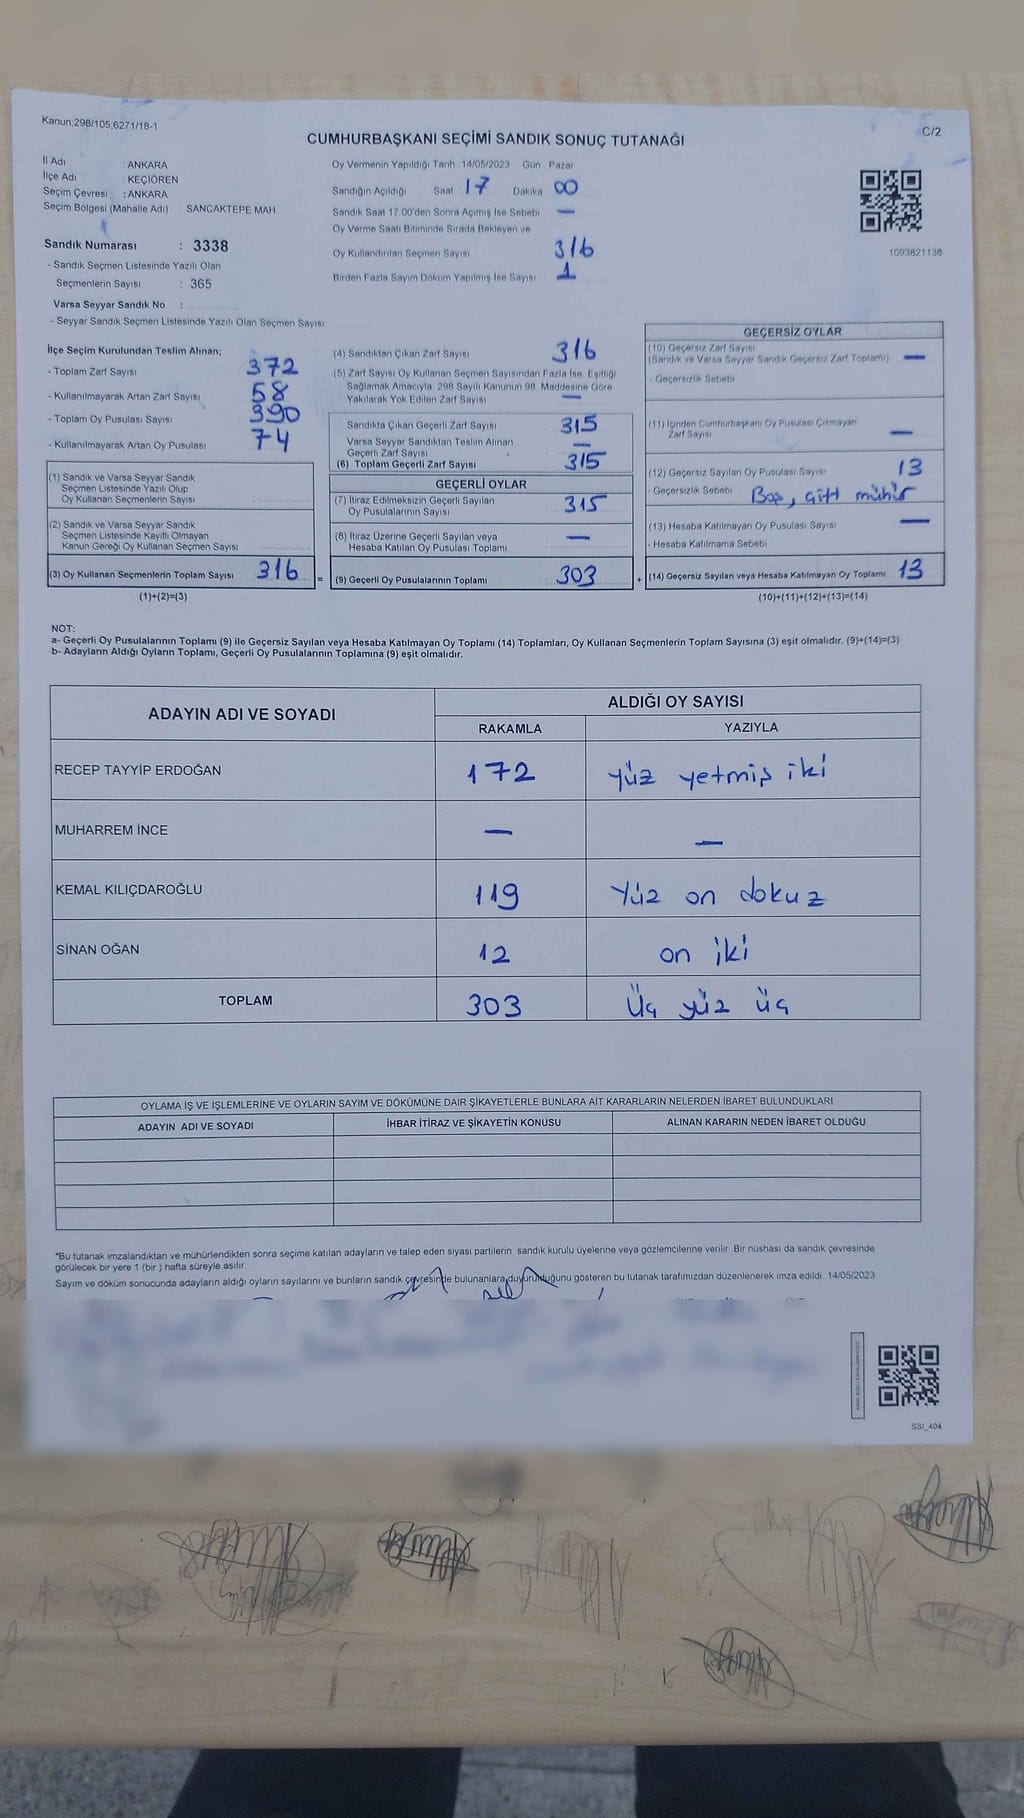 Kanun;298/105,6271/18-1
C/2
CUMHURBAŞKANI SEÇİMİ SANDIK SONUÇ TUTANAĞI
İl Adı : ANKARA
İlçe Adı : KEÇİÖREN
Seçim Çevresi : ANKARA
Seçim Bölgesi (Mahalle Adı) SANCAKTEPE MAH
Sandık Numarası : 3338
- Sandık Seçmen Listesinde Yazılı Olan
Seçmenlerin Sayısı : 365
Varsa Seyyar Sandık No :
- Seyyar Sandık Seçmen Listesinde Yazılı Olan Seçmen Sayısı
Oy Vermenin Yapıldığı Tarih 14/05/2023 Gün : Pazar
Sandığın Açıldığı Saat 17 Dakika 00
Sandık Saat 17.00'den Sonra Açımış İse Sebebi : —
Oy Verme Saati Bitiminde Sırada Bekleyen ve
Oy Kullandırılan Seçmen Sayısı 316
Birden Fazla Sayım Döküm Yapılmış İse Sayısı : 1
1093821138
İlçe Seçim Kurulundan Teslim Alınan;
- Toplam Zarf Sayısı 372
- Kullanılmayarak Artan Zarf Sayısı 58
- Toplam Oy Pusulası Sayısı 390
- Kullanılmayarak Artan Oy Pusulası 74
(1) Sandık ve Varsa Seyyar Sandık
Seçmen Listesinde Yazılı Olup
Oy Kullanan Seçmenlerin Sayısı
(2) Sandık ve Varsa Seyyar Sandık
Seçmen Listesinde Kayıtlı Olmayan
Kanun Gereği Oy Kullanan Seçmen Sayısı
(3) Oy Kullanan Seçmenlerin Toplam Sayısı 316
(1)+(2)=(3)
(4) Sandıktan Çıkan Zarf Sayısı 316
(5) Zarf Sayısı Oy Kullanan Seçmen Sayısından Fazla İse, Eşitliği
Sağlamak Amacıyla, 298 Sayılı Kanunun 98. Maddesine Göre
Yakılarak Yok Edilen Zarf Sayısı —
Sandıkta Çıkan Geçerli Zarf Sayısı 315
Varsa Seyyar Sandıktan Teslim Alınan
Geçerli Zarf Sayısı —
(6) Toplam Geçerli Zarf Sayısı 315
GEÇERLİ OYLAR
(7) İtiraz Edilmeksizin Geçerli Sayılan
Oy Pusulalarının Sayısı 315
(8) İtiraz Üzerine Geçerli Sayılan veya
Hesaba Katılan Oy Pusulası Toplamı —
= (9) Geçerli Oy Pusulalarının Toplamı 303
GEÇERSİZ OYLAR
(10) Geçersiz Zarf Sayısı
(Sandık ve Varsa Seyyar Sandık Geçersiz Zarf Toplamı) —
- Geçersizlik Sebebi
(11) İçinden Cumhurbaşkanı Oy Pusulası Çıkmayan
Zarf Sayısı —
(12) Geçersiz Sayılan Oy Pusulası Sayısı 13
- Geçersizlik Sebebi Boş, çift mühür
(13) Hesaba Katılmayan Oy Pusulası Sayısı —
- Hesaba Katılmama Sebebi
+ (14) Geçersiz Sayılan veya Hesaba Katılmayan Oy Toplamı 13
(10)+(11)+(12)+(13)=(14)
NOT:
a- Geçerli Oy Pusulalarının Toplamı (9) ile Geçersiz Sayılan veya Hesaba Katılmayan Oy Toplamı (14) Toplamları, Oy Kullanan Seçmenlerin Toplam Sayısına (3) eşit olmalıdır. (9)+(14)=(3)
b- Adayların Aldığı Oyların Toplamı, Geçerli Oy Pusulalarının Toplamına (9) eşit olmalıdır.
ADAYIN ADI VE SOYADI ALDIĞI OY SAYISI
RAKAMLA YAZIYLA
RECEP TAYYİP ERDOĞAN 172 yüz yetmiş iki
MUHARREM İNCE — —
KEMAL KILIÇDAROĞLU 119 Yüz on dokuz
SİNAN OĞAN 12 on iki
TOPLAM 303 Üç yüz üç
OYLAMA İŞ VE İŞLEMLERİNE VE OYLARIN SAYIM VE DÖKÜMÜNE DAİR ŞİKAYETLERLE BUNLARA AİT KARARLARIN NELERDEN İBARET BULUNDUKLARI
ADAYIN ADI VE SOYADI İHBAR İTİRAZ VE ŞİKAYETİN KONUSU ALINAN KARARIN NEDEN İBARET OLDUĞU
*Bu tutanak imzalandıktan ve mühürlendikten sonra seçime katılan adayların ve talep eden siyasi partilerin sandık kurulu üyelerine veya gözlemcilerine verilir. Bir nüshası da sandık çevresinde
görülecek bir yere 1 (bir ) hafta süreyle asılır.
Sayım ve döküm sonucunda adayların aldığı oyların sayılarını ve bunların sandık çevresinde bulunanlara duyurulduğunu gösteren bu tutanak tarafımızdan düzenlenerek imza edildi. 14/05/2023
SSI_404